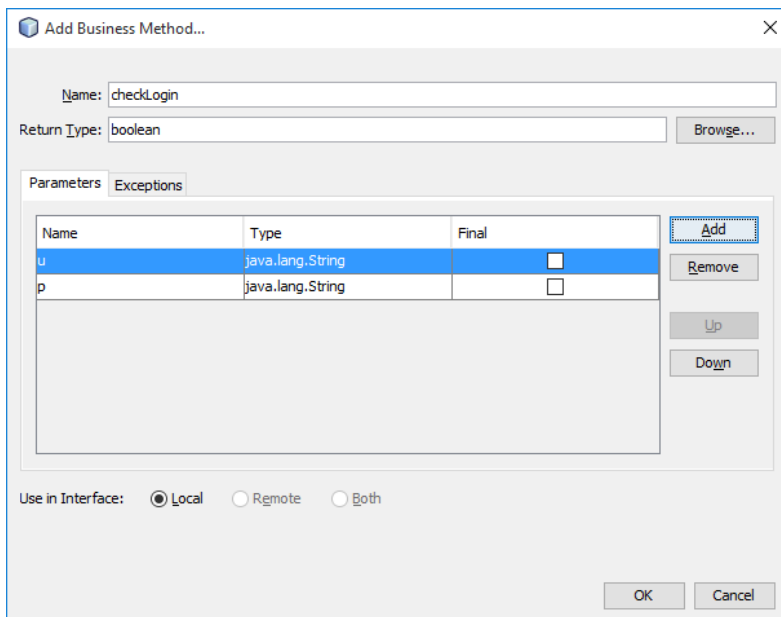 Add Business Method...
Name: checkLogin
Return Type: boolean Browse...
Parameters Exceptions
Name Type Final Add
u java.lang.String
Remove
p java.lang.String
Up
Down
Use in Interface: Local Remote Both
OK Cancel